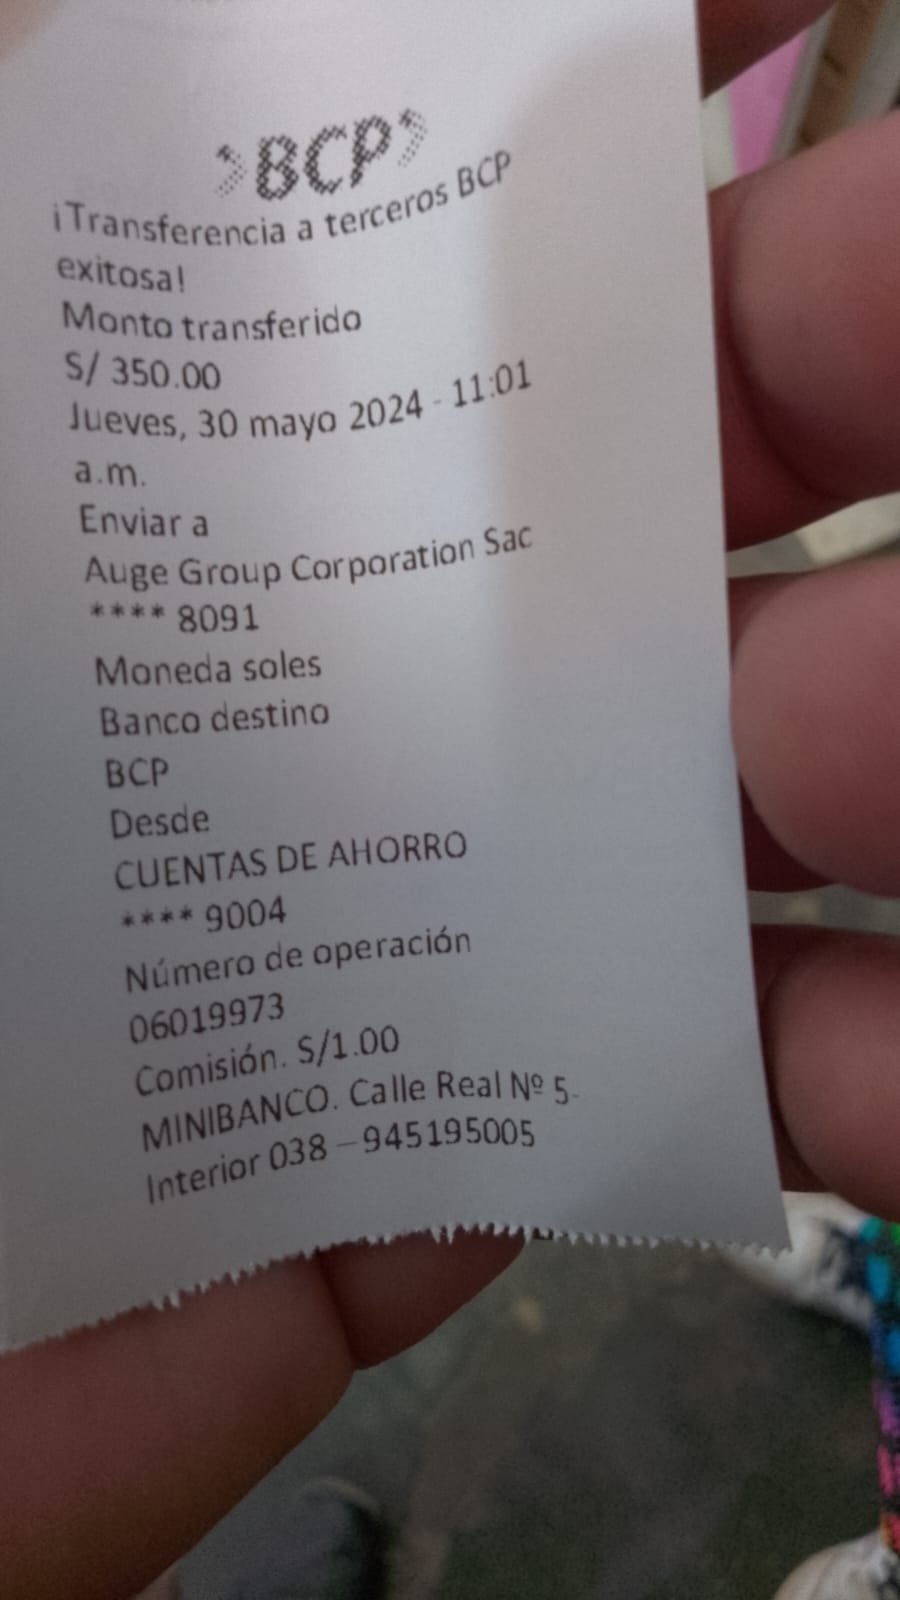 BCP
¡Transferencia a terceros BCP
exitosa!
Monto transferido
S/ 350.00
Jueves, 30 mayo 2024 - 11:01
a.m.
Enviar a
Auge Group Corporation Sac
**** 8091
Moneda soles
Banco destino
BCP
Desde
CUENTAS DE AHORRO
**** 9004
Número de operación
06019973
Comisión. S/1.00
MINIBANCO. Calle Real Nº 5-
Interior 038 – 945195005